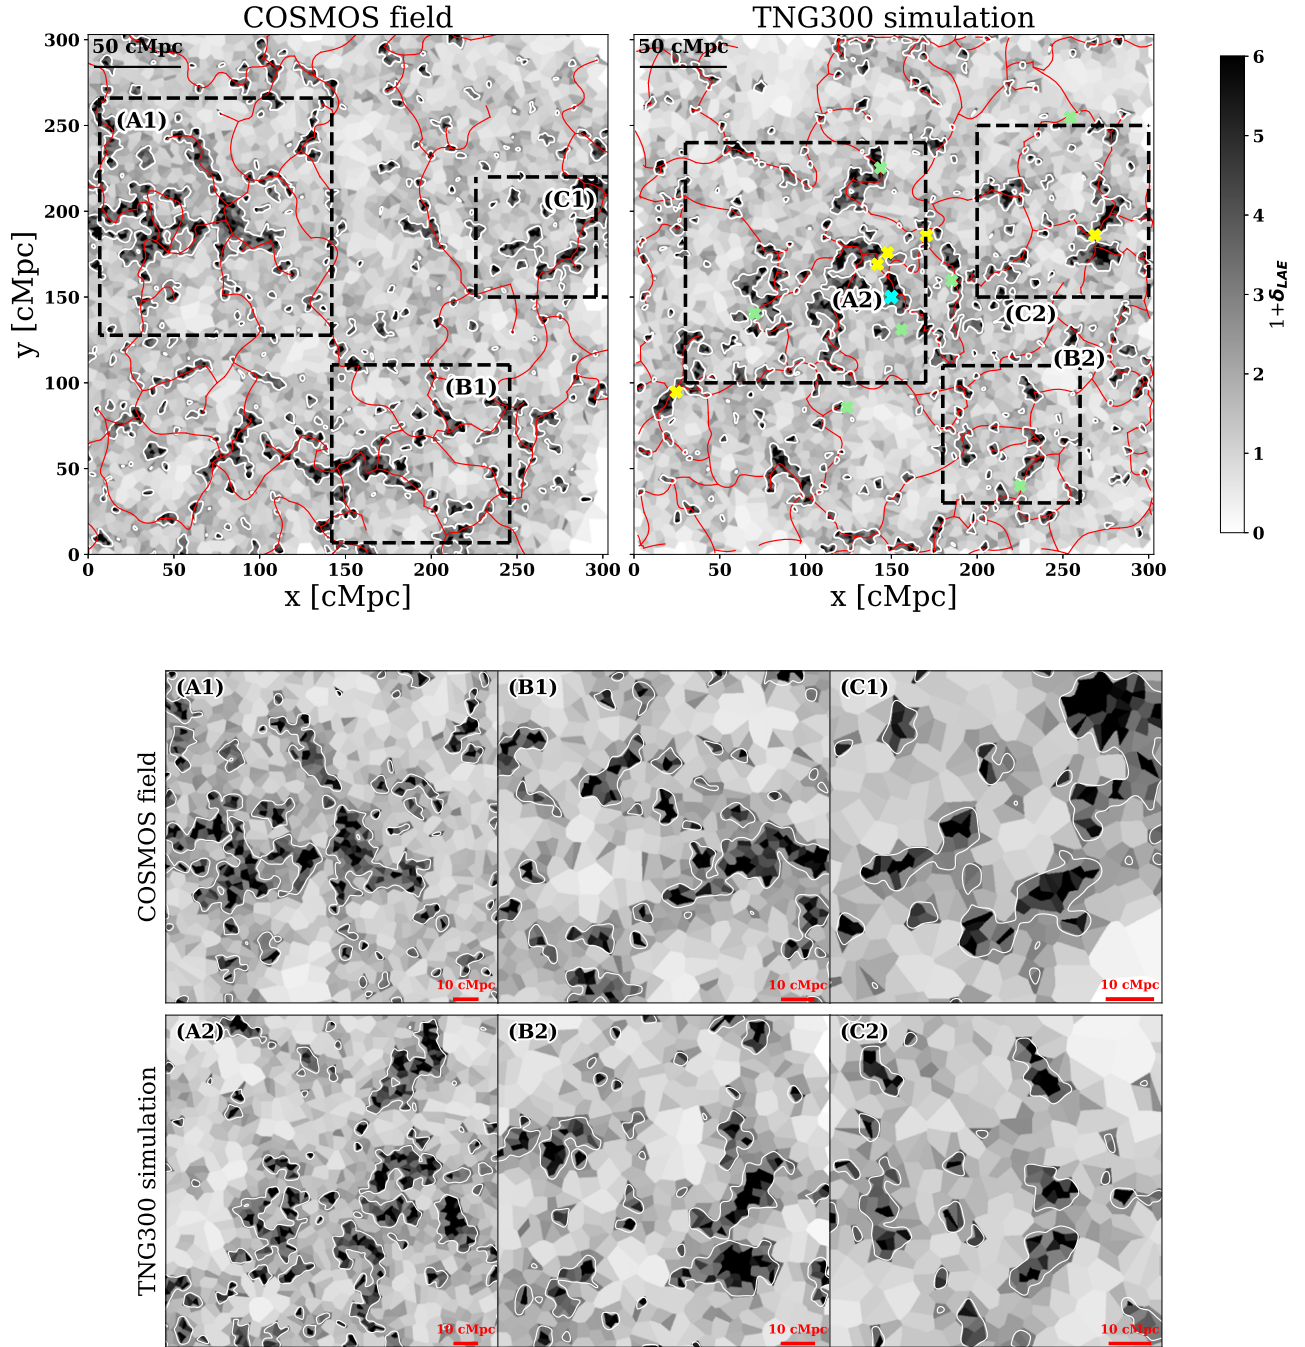 COSMOS field
TNG300 simulation
50 cMpc
50 cMpc
(A1)
(C1)
(B1)
(A2)
(C2)
(B2)
300
250
200
150
100
50
0
y [cMpc]
0 50 100 150 200 250 300
0 50 100 150 200 250 300
x [cMpc]
x [cMpc]
6
5
4
3
2
1
0
1+δLAE
COSMOS field
(A1)
(B1)
(C1)
10 cMpc
10 cMpc
10 cMpc
TNG300 simulation
(A2)
(B2)
(C2)
10 cMpc
10 cMpc
10 cMpc